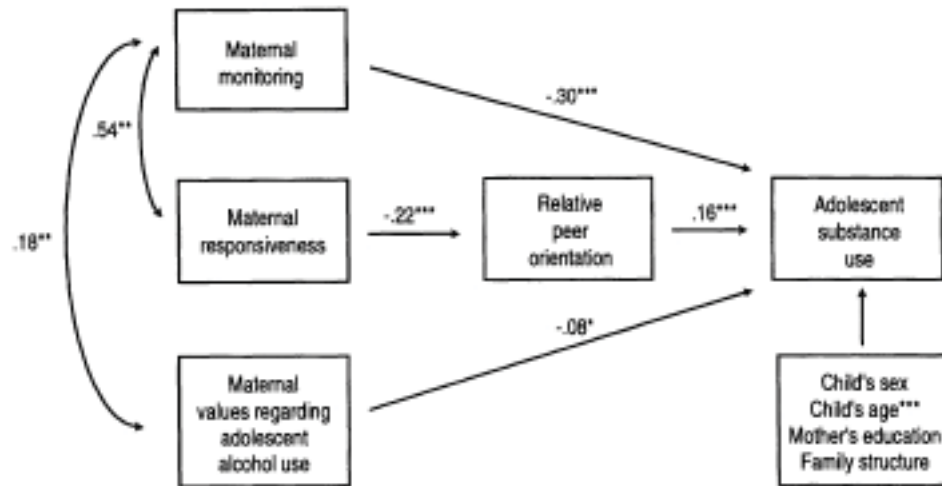 Maternal
monitoring
-.30***
.54**
Maternal
responsiveness
-.22***
Relative
peer
orientation
.16***
Adolescent
substance
use
.18**
-.08*
Maternal
values regarding
adolescent
alcohol use
Child's sex
Child's age***
Mother's education
Family structure